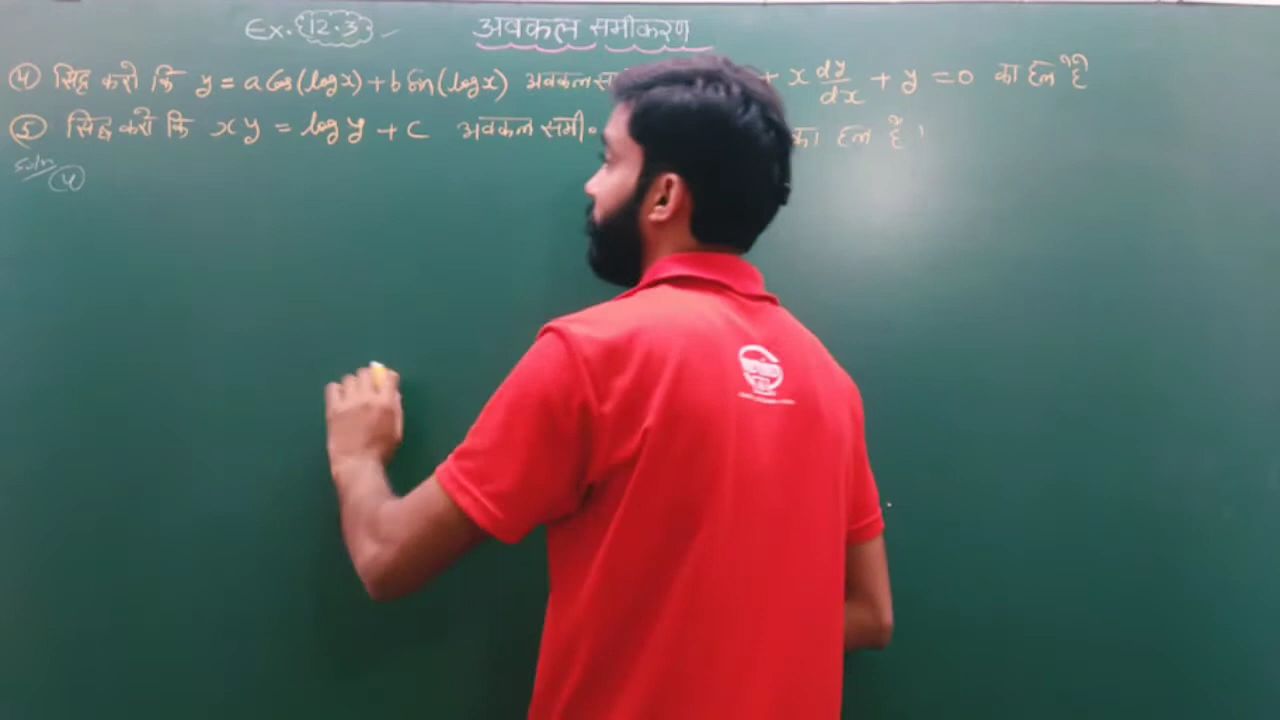 Ex. 12.3 अवकल समीकरण
(4) सिद्ध करो कि y = a Cos(log x) + b Sin(log x) अवकल स + x dy/dx + y = 0 का हल है
(5) सिद्ध करो कि xy = log y + C अवकल समी० का हल है।
Soln (4)